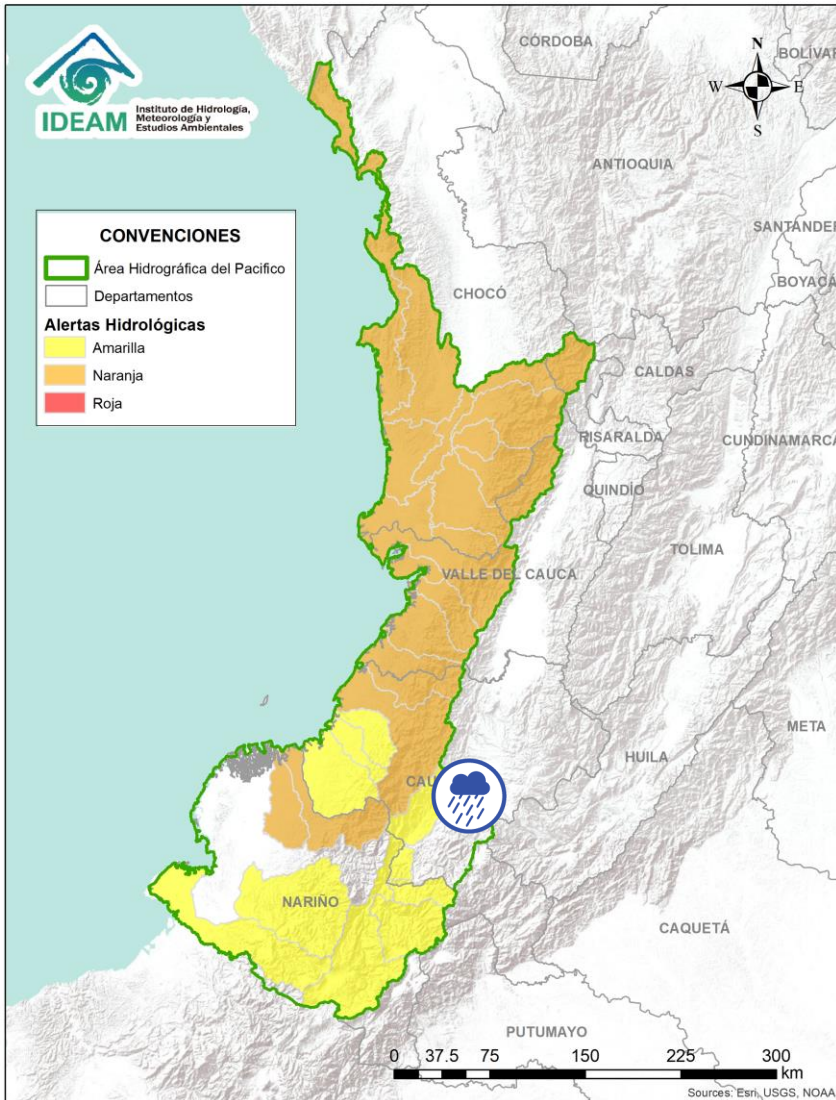 IDEAM
Instituto de Hidrología,
Meteorología y
Estudios Ambientales
N
W
E
S
CÓRDOBA
BOLÍVAR
ANTIOQUIA
SANTANDER
BOYACÁ
CONVENCIONES
Área Hidrográfica del Pacifico
Departamentos
Alertas Hidrológicas
Amarilla
Naranja
Roja
CHOCÓ
CALDAS
RISARALDA
CUNDINAMARCA
QUINDÍO
TOLIMA
VALLE DEL CAUCA
META
HUILA
CAU
NARIÑO
CAQUETÁ
PUTUMAYO
0 37.5 75 150 225 300
km
Sources: Esri, USGS, NOAA